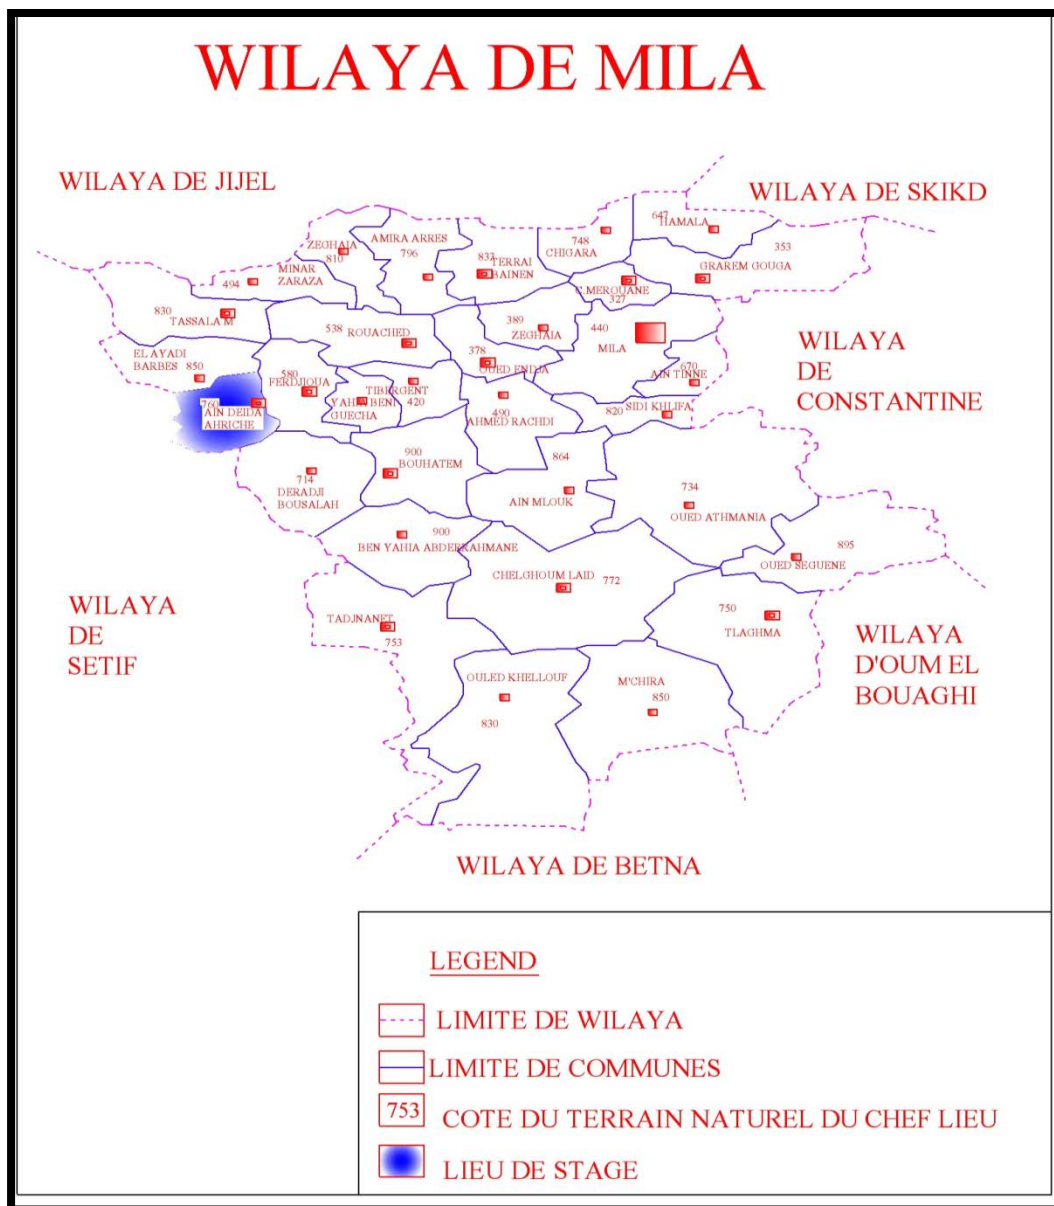 WILAYA DE MILA
WILAYA DE JIJEL
WILAYA DE SKIKD
647
HAMALA
ZEGHAIA
810
AMIRA ARRES
796
832
TERRAI
BAINEN
748
CHIGARA
353
GRAREM GOUGA
MINAR
ZARAZA
494
C.MEROUANE
327
830
TASSALA M
538
ROUACHED
389
ZEGHAIA
440
MILA
WILAYA
DE
CONSTANTINE
EL AYADI
BARBES
850
580
FERDJIOUA
378
OUED ENDJA
670
AIN TINNE
TIBERGENT
420
YAHIA BENI
GUECHA
760
AIN DEIDA
AHRICHE
490
AHMED RACHDI
820
SIDI KHLIFA
900
BOUHATEM
864
AIN MLOUK
714
DERADJI
BOUSALAH
734
OUED ATHMANIA
900
BEN YAHIA ABDERRAHMANE
895
OUED SEGUENE
CHELGHOUM LAID
772
WILAYA
DE
SETIF
TADJNANET
753
750
TLAGHMA
WILAYA
D'OUM EL
BOUAGHI
OULED KHELLOUF
830
M'CHIRA
850
WILAYA DE BETNA
LEGEND
LIMITE DE WILAYA
LIMITE DE COMMUNES
753 COTE DU TERRAIN NATUREL DU CHEF LIEU
LIEU DE STAGE